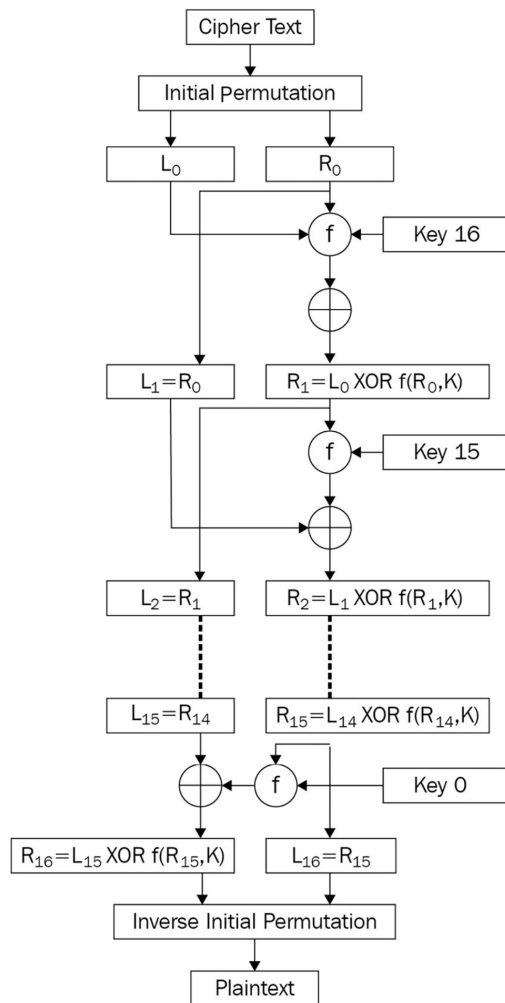 Cipher Text
Initial Permutation
L₀
R₀
f
Key 16
L₁=R₀
R₁=L₀ XOR f(R₀,K)
f
Key 15
L₂=R₁
R₂=L₁ XOR f(R₁,K)
L₁₅=R₁₄
R₁₅=L₁₄ XOR f(R₁₄,K)
f
Key 0
R₁₆=L₁₅ XOR f(R₁₅,K)
L₁₆=R₁₅
Inverse Initial Permutation
Plaintext